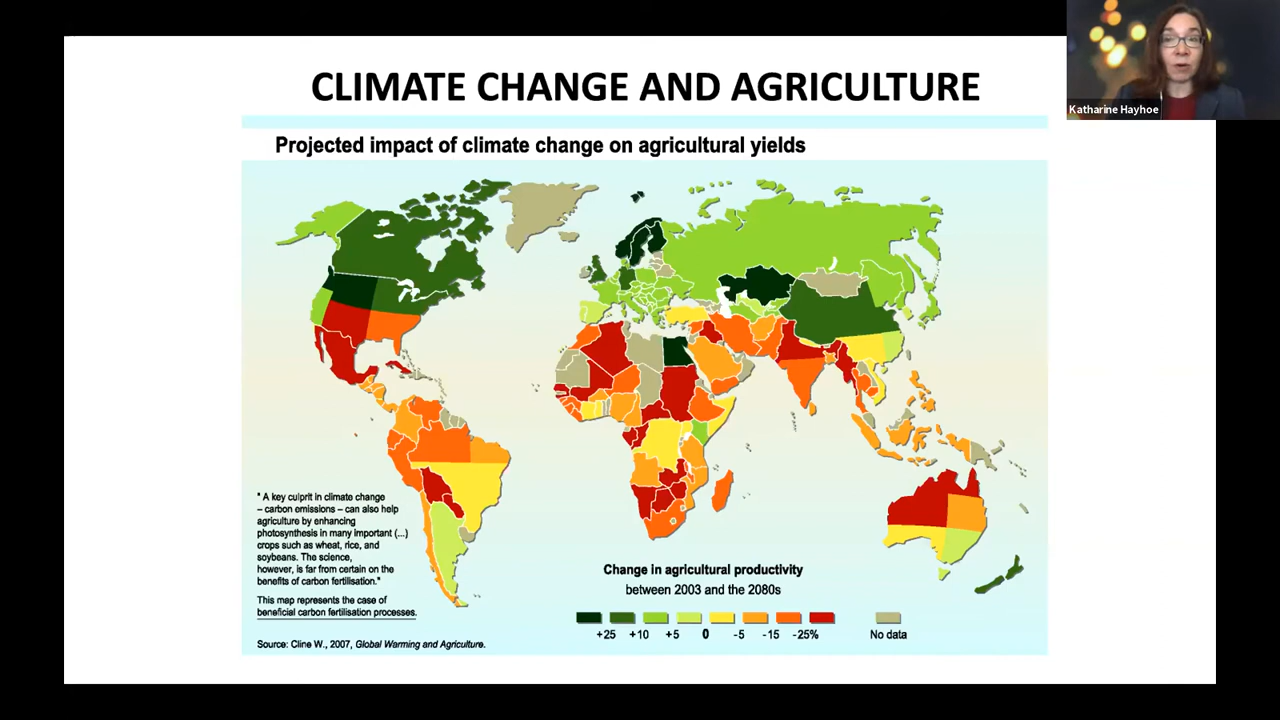 CLIMATE CHANGE AND AGRICULTURE
Katharine Hayhoe
Projected impact of climate change on agricultural yields
" A key culprit in climate change
– carbon emissions – can also help
agriculture by enhancing
photosynthesis in many important (...)
crops such as wheat, rice, and
soybeans. The science,
however, is far from certain on the
benefits of carbon fertilisation."
This map represents the case of
beneficial carbon fertilisation processes.
Source: Cline W., 2007, Global Warming and Agriculture.
Change in agricultural productivity
between 2003 and the 2080s
+25 +10 +5 0 -5 -15 -25% No data